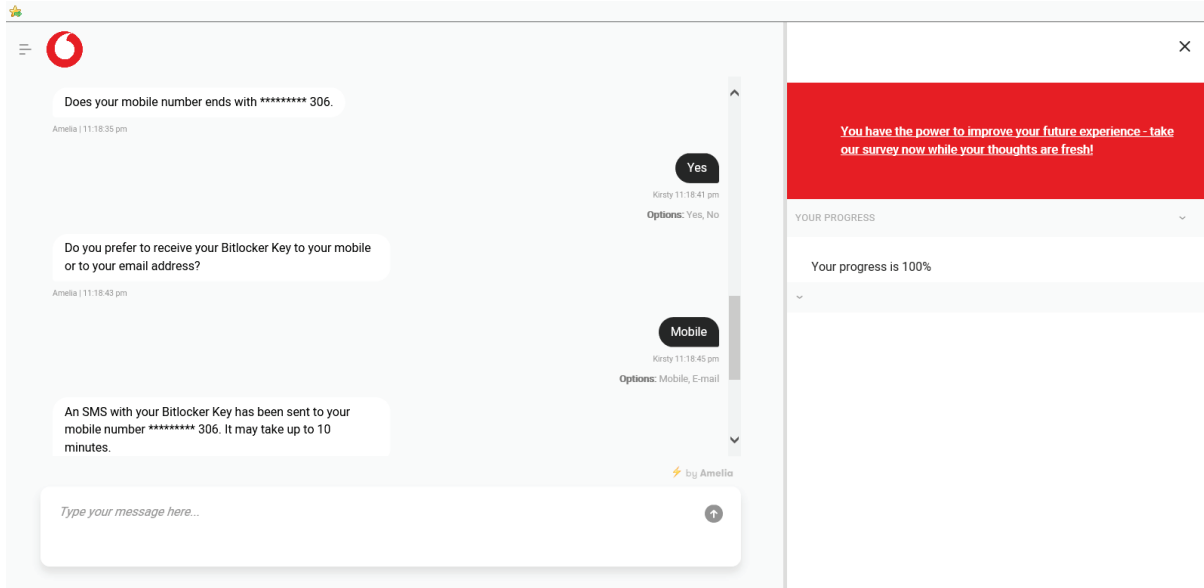 Does your mobile number ends with ********* 306.
Amelia | 11:18:35 pm
Yes
Kirsty 11:18:41 pm
Options: Yes, No
Do you prefer to receive your Bitlocker Key to your mobile
or to your email address?
Amelia | 11:18:43 pm
Mobile
Kirsty 11:18:45 pm
Options: Mobile, E-mail
An SMS with your Bitlocker Key has been sent to your
mobile number ********* 306. It may take up to 10
minutes.
by Amelia
Type your message here...
You have the power to improve your future experience - take
our survey now while your thoughts are fresh!
YOUR PROGRESS
Your progress is 100%